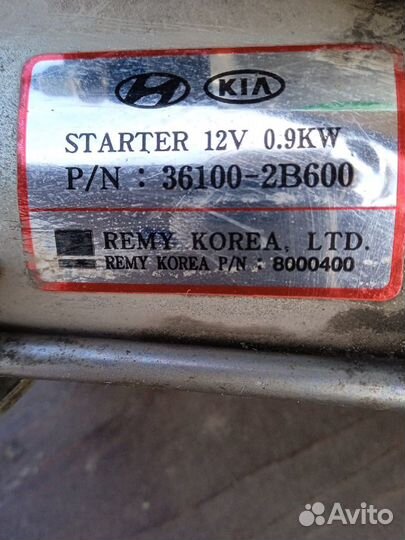 KIA
STARTER 12V 0.9KW
P/N : 36100-2B600
REMY KOREA, LTD.
REMY KOREA P/N : 8000400
Avito